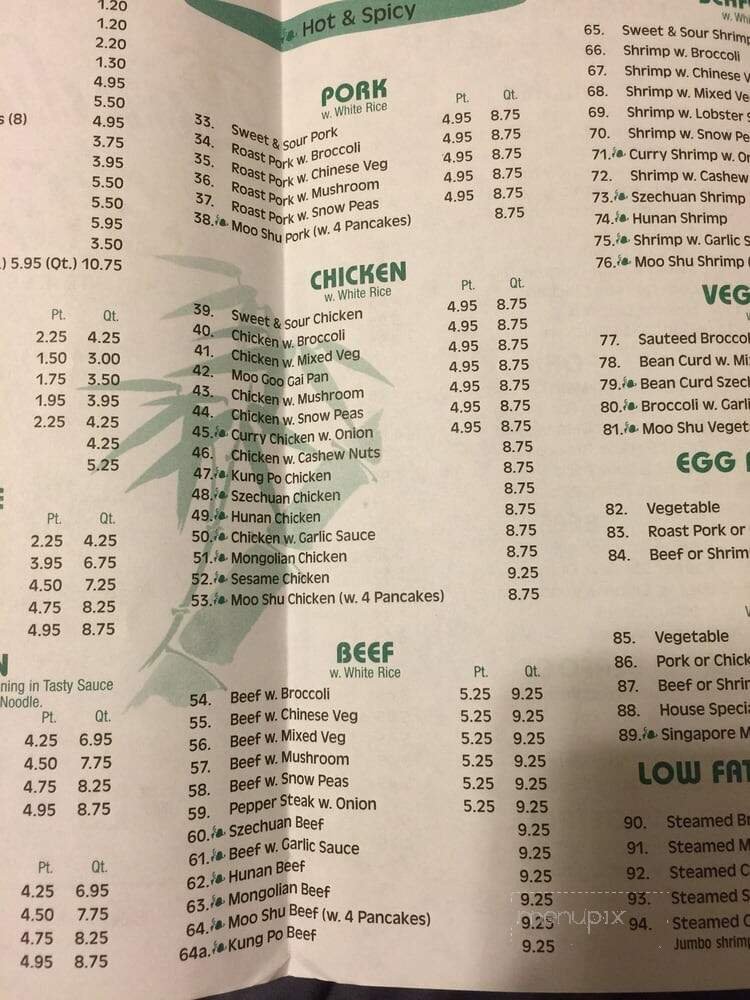 1.20
1.20
2.20
1.30
4.95
5.50
s (8) 4.95
3.75
3.95
5.50
5.50
5.95
3.50
.) 5.95 (Qt.) 10.75
Pt. Qt.
2.25 4.25
1.50 3.00
1.75 3.50
1.95 3.95
2.25 4.25
4.25
5.25
E
Pt. Qt.
2.25 4.25
3.95 6.75
4.50 7.25
4.75 8.25
4.95 8.75
N
ning in Tasty Sauce
Noodle.
Pt. Qt.
4.25 6.95
4.50 7.75
4.75 8.25
4.95 8.75
Pt. Qt.
4.25 6.95
4.50 7.75
4.75 8.25
4.95 8.75
Hot & Spicy
PORK
w. White Rice
Pt. Qt.
33. Sweet & Sour Pork 4.95 8.75
34. Roast Pork w. Broccoli 4.95 8.75
35. Roast Pork w. Chinese Veg 4.95 8.75
36. Roast Pork w. Mushroom 4.95 8.75
37. Roast Pork w. Snow Peas 4.95 8.75
38. Moo Shu Pork (w. 4 Pancakes) 8.75
CHICKEN
w. White Rice
Pt. Qt.
39. Sweet & Sour Chicken 4.95 8.75
40. Chicken w. Broccoli 4.95 8.75
41. Chicken w. Mixed Veg 4.95 8.75
42. Moo Goo Gai Pan 4.95 8.75
43. Chicken w. Mushroom 4.95 8.75
44. Chicken w. Snow Peas 4.95 8.75
45. Curry Chicken w. Onion 4.95 8.75
46. Chicken w. Cashew Nuts 8.75
47. Kung Po Chicken 8.75
48. Szechuan Chicken 8.75
49. Hunan Chicken 8.75
50. Chicken w. Garlic Sauce 8.75
51. Mongolian Chicken 8.75
52. Sesame Chicken 9.25
53. Moo Shu Chicken (w. 4 Pancakes) 8.75
BEEF
w. White Rice
Pt. Qt.
54. Beef w. Broccoli 5.25 9.25
55. Beef w. Chinese Veg 5.25 9.25
56. Beef w. Mixed Veg 5.25 9.25
57. Beef w. Mushroom 5.25 9.25
58. Beef w. Snow Peas 5.25 9.25
59. Pepper Steak w. Onion 5.25 9.25
60. Szechuan Beef 9.25
61. Beef w. Garlic Sauce 9.25
62. Hunan Beef 9.25
63. Mongolian Beef 9.25
64. Moo Shu Beef (w. 4 Pancakes) 9.25
64a. Kung Po Beef 9.25
w. Whi
65. Sweet & Sour Shrimp
66. Shrimp w. Broccoli
67. Shrimp w. Chinese V
68. Shrimp w. Mixed Ve
69. Shrimp w. Lobster S
70. Shrimp w. Snow Pe
71. Curry Shrimp w. On
72. Shrimp w. Cashew
73. Szechuan Shrimp
74. Hunan Shrimp
75. Shrimp w. Garlic S
76. Moo Shu Shrimp (
VEG
77. Sauteed Broccol
78. Bean Curd w. Mi
79. Bean Curd Szec
80. Broccoli w. Garli
81. Moo Shu Veget
EGG
82. Vegetable
83. Roast Pork or
84. Beef or Shrim
85. Vegetable
86. Pork or Chick
87. Beef or Shrim
88. House Specia
89. Singapore M
LOW FAT
90. Steamed Br
91. Steamed M
92. Steamed C
93. Steamed S
94. Steamed C
Jumbo shrimp
menupix